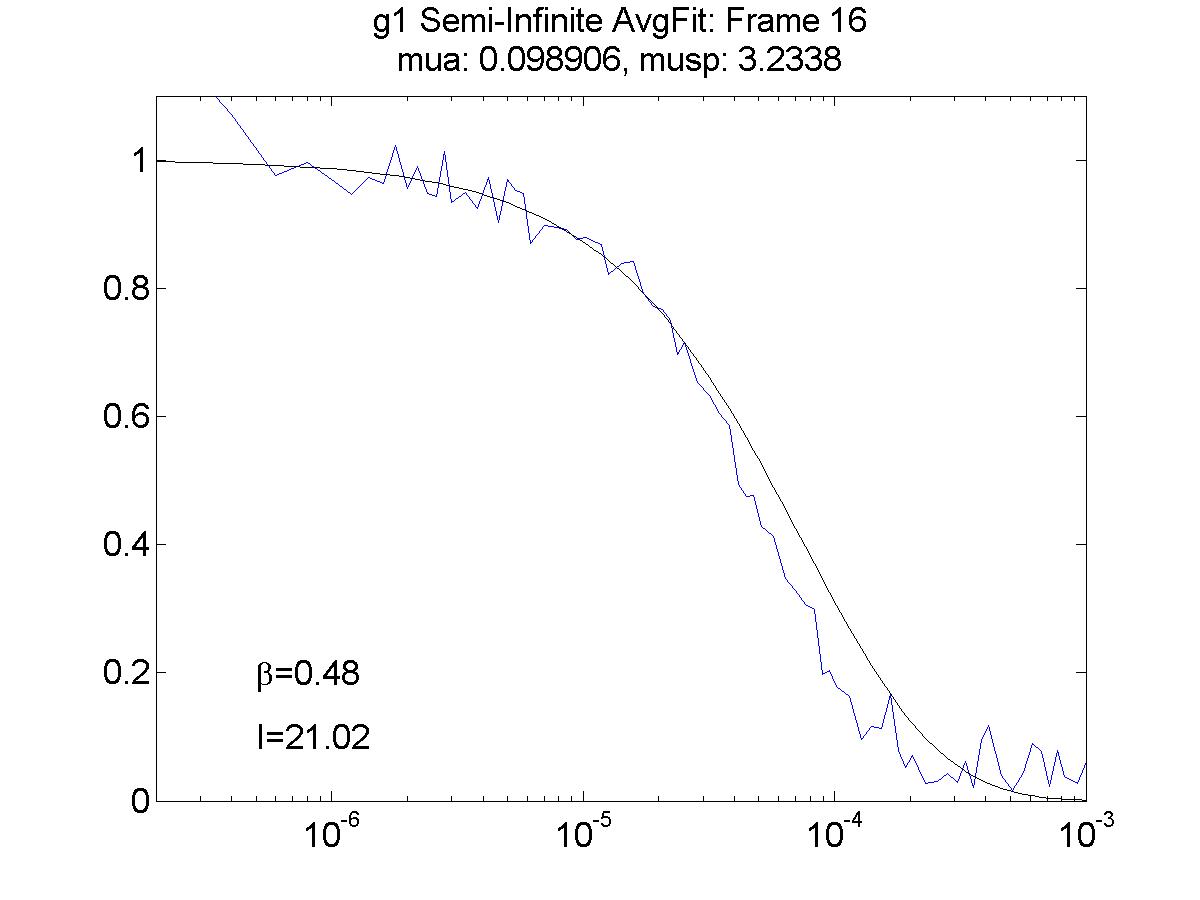 g1 Semi-Infinite AvgFit: Frame 16
mua: 0.098906, musp: 3.2338
1
0.8
0.6
0.4
0.2
0
β=0.48
I=21.02
10^-6
10^-5
10^-4
10^-3